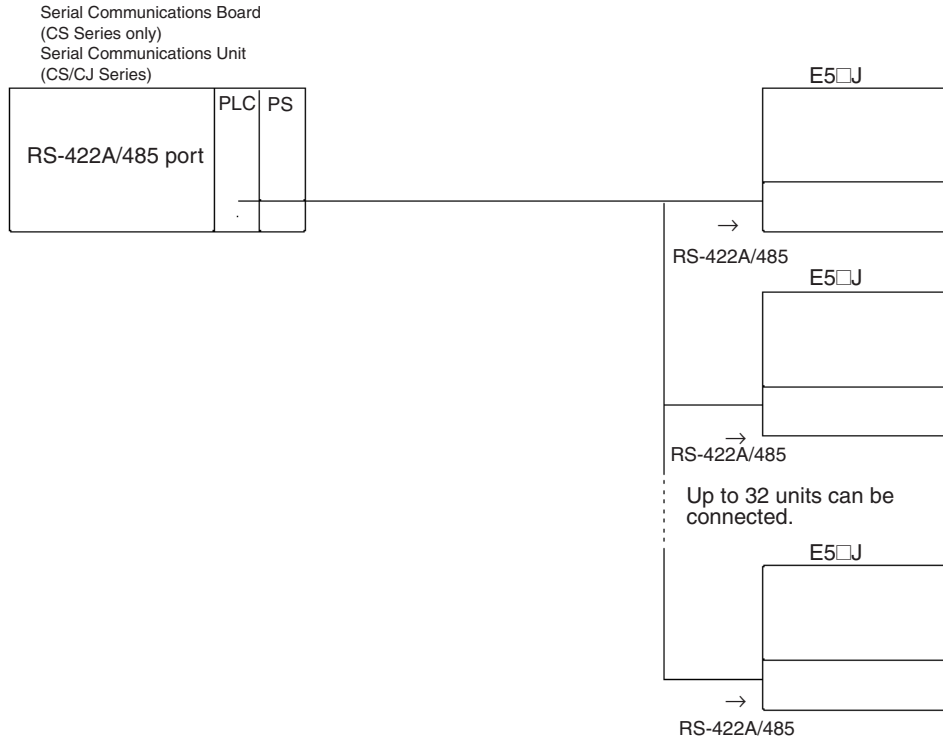 Serial Communications Board
(CS Series only)
Serial Communications Unit
(CS/CJ Series)
RS-422A/485 port
PLC
PS
E5□J
RS-422A/485
E5□J
RS-422A/485
Up to 32 units can be
connected.
E5□J
RS-422A/485